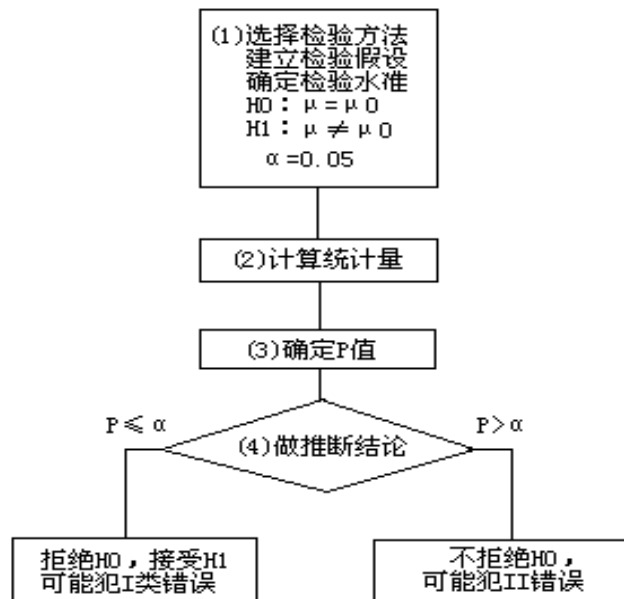 (1)选择检验方法
建立检验假设
确定检验水准
H0：μ=μ0
H1：μ≠μ0
α=0.05
(2)计算统计量
(3)确定P值
P≤α
P>α
(4)做推断结论
拒绝H0，接受H1
可能犯I类错误
不拒绝H0，
可能犯II错误